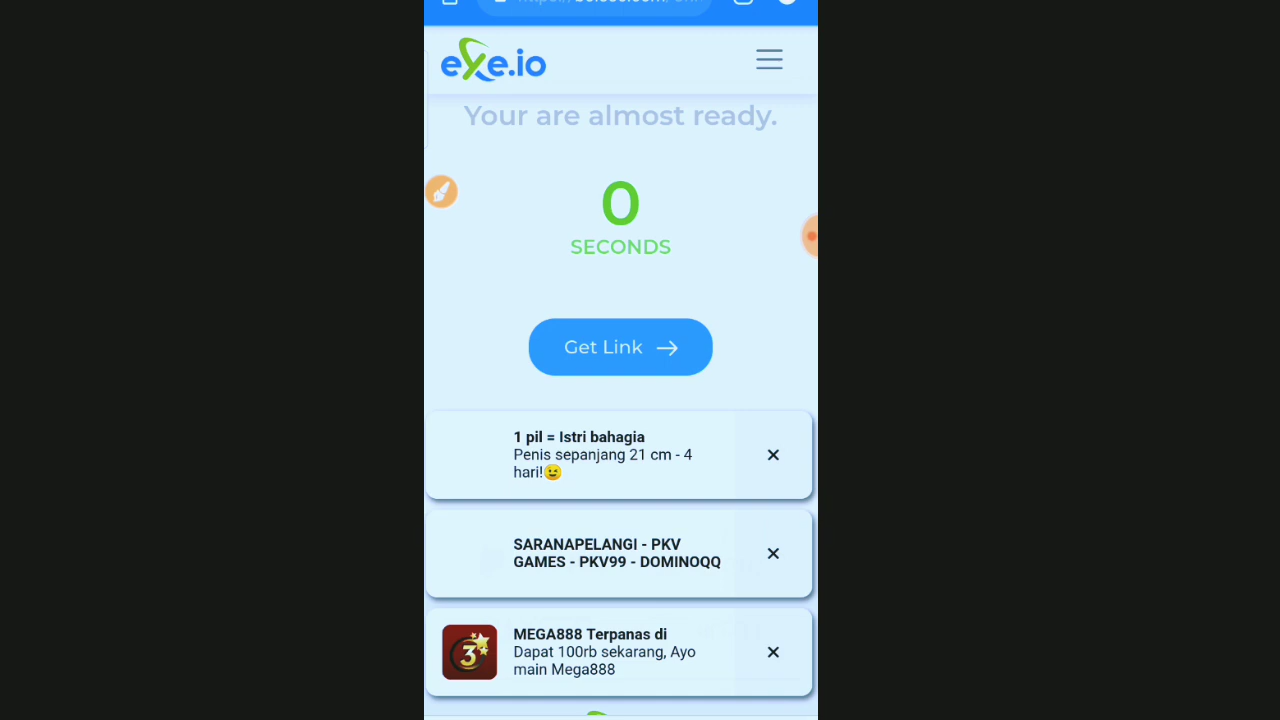 exe.io
Your are almost ready.
0
SECONDS
Get Link
1 pil = Istri bahagia
Penis sepanjang 21 cm - 4
hari!😉
SARANAPELANGI - PKV
GAMES - PKV99 - DOMINOQQ
3
MEGA888 Terpanas di
Dapat 100rb sekarang, Ayo
main Mega888